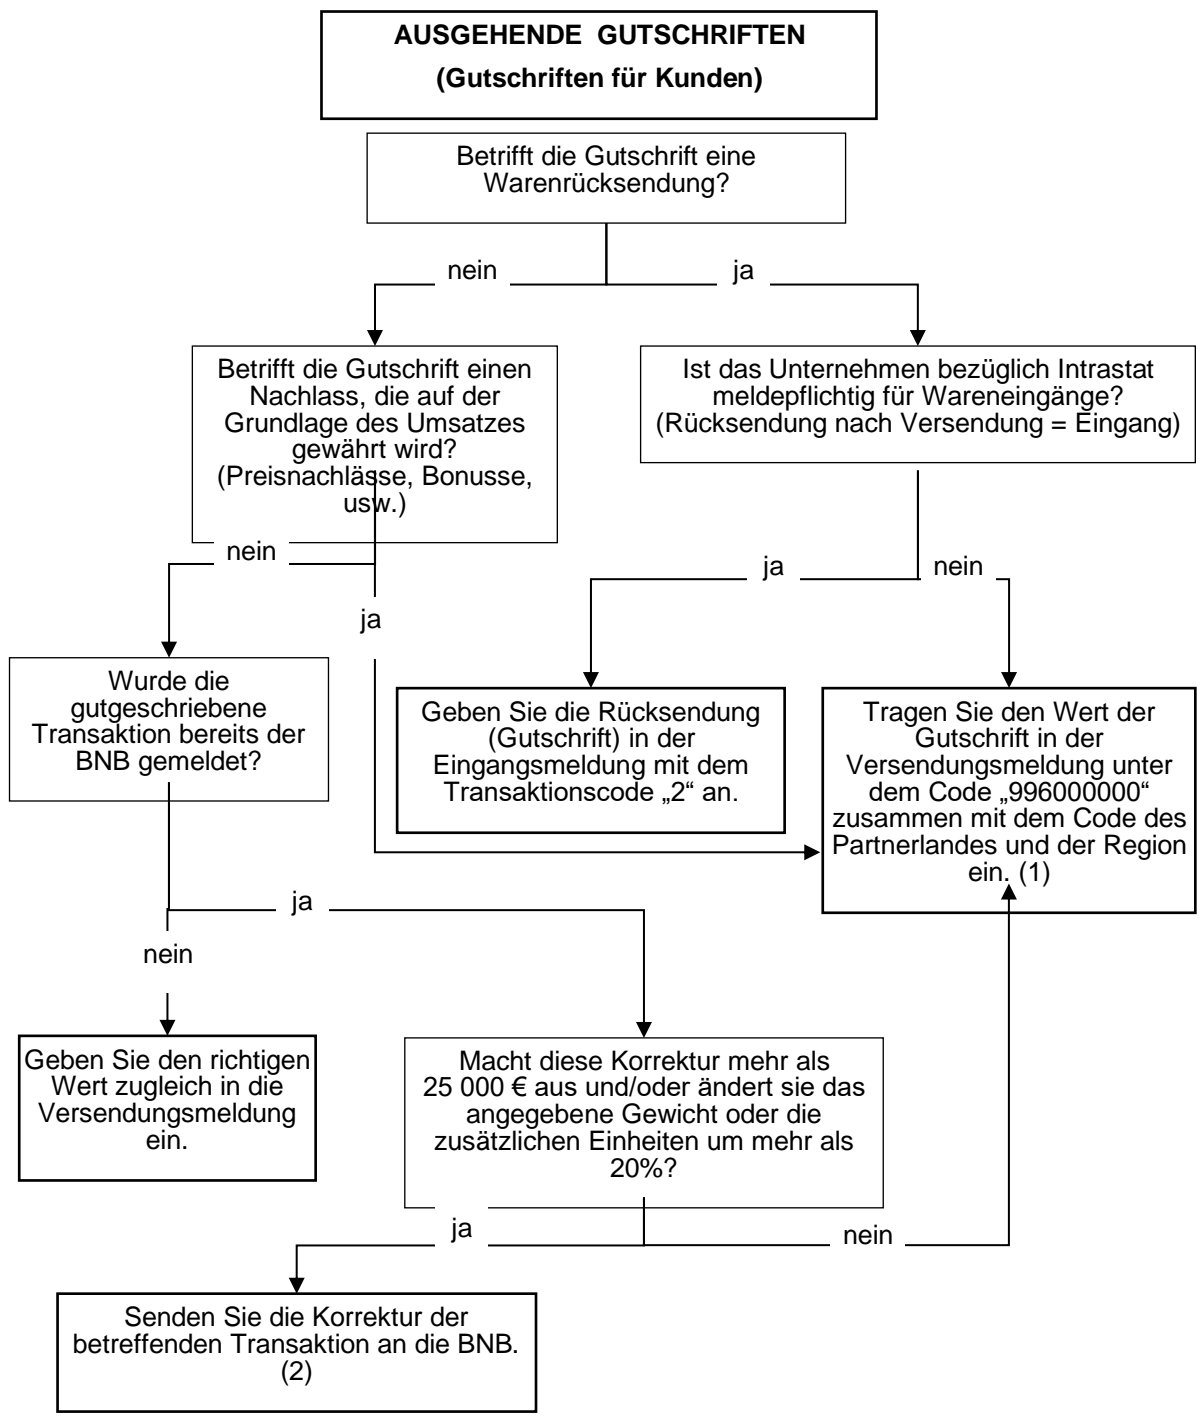 AUSGEHENDE GUTSCHRIFTEN
(Gutschriften für Kunden)
Betrifft die Gutschrift eine
Warenrücksendung?
nein
ja
Betrifft die Gutschrift einen
Nachlass, die auf der
Grundlage des Umsatzes
gewährt wird?
(Preisnachlässe, Bonusse,
usw.)
Ist das Unternehmen bezüglich Intrastat
meldepflichtig für Wareneingänge?
(Rücksendung nach Versendung = Eingang)
nein
ja
ja
nein
Wurde die
gutgeschriebene
Transaktion bereits der
BNB gemeldet?
Geben Sie die Rücksendung
(Gutschrift) in der
Eingangsmeldung mit dem
Transaktionscode „2“ an.
Tragen Sie den Wert der
Gutschrift in der
Versendungsmeldung unter
dem Code „996000000“
zusammen mit dem Code des
Partnerlandes und der Region
ein. (1)
ja
nein
Geben Sie den richtigen
Wert zugleich in die
Versendungsmeldung
ein.
Macht diese Korrektur mehr als
25 000 € aus und/oder ändert sie das
angegebene Gewicht oder die
zusätzlichen Einheiten um mehr als
20%?
ja
nein
Senden Sie die Korrektur der
betreffenden Transaktion an die BNB.
(2)